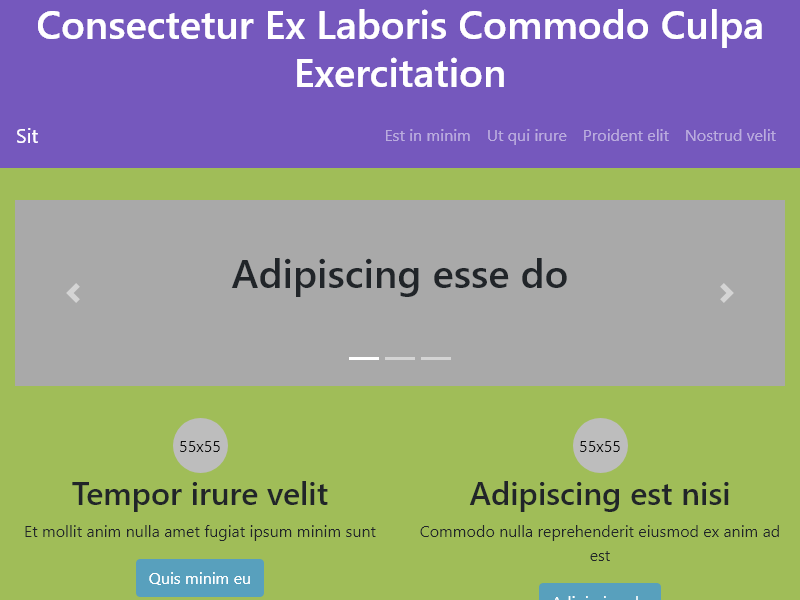 Consectetur Ex Laboris Commodo Culpa
Exercitation
Sit
Est in minim
Ut qui irure
Proident elit
Nostrud velit
Adipiscing esse do
55x55
Tempor irure velit
Et mollit anim nulla amet fugiat ipsum minim sunt
Quis minim eu
55x55
Adipiscing est nisi
Commodo nulla reprehenderit eiusmod ex anim ad
est